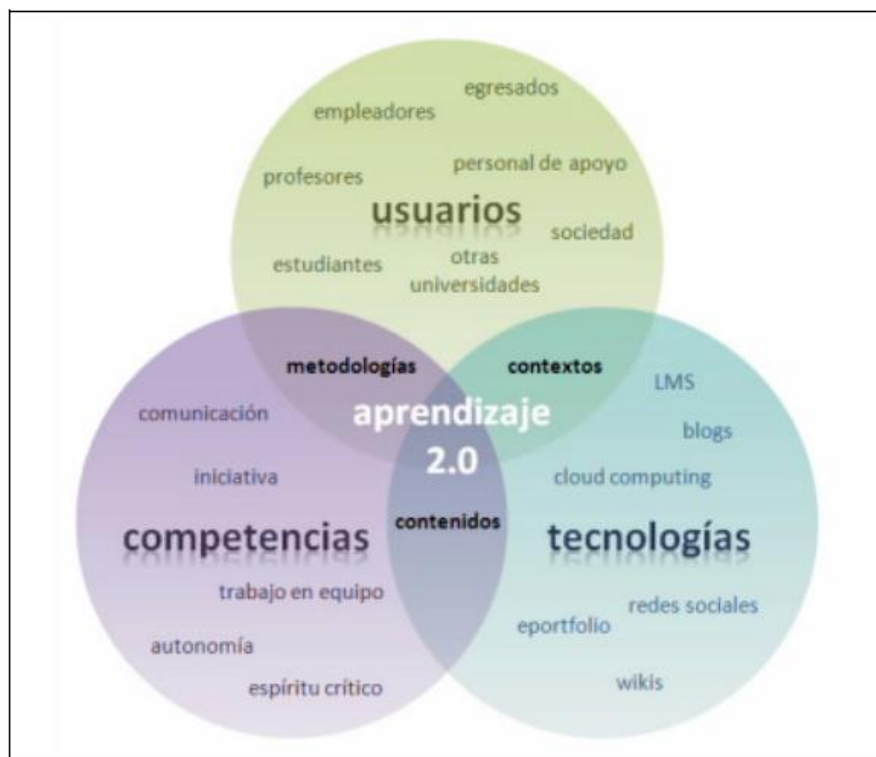 egresados
empleadores
personal de apoyo
profesores
usuarios
sociedad
otras
estudiantes
universidades
metodologías
contextos
LMS
comunicación
aprendizaje
blogs
2.0
iniciativa
cloud computing
contenidos
competencias
tecnologías
trabajo en equipo
redes sociales
eportfolio
autonomía
wikis
espíritu crítico